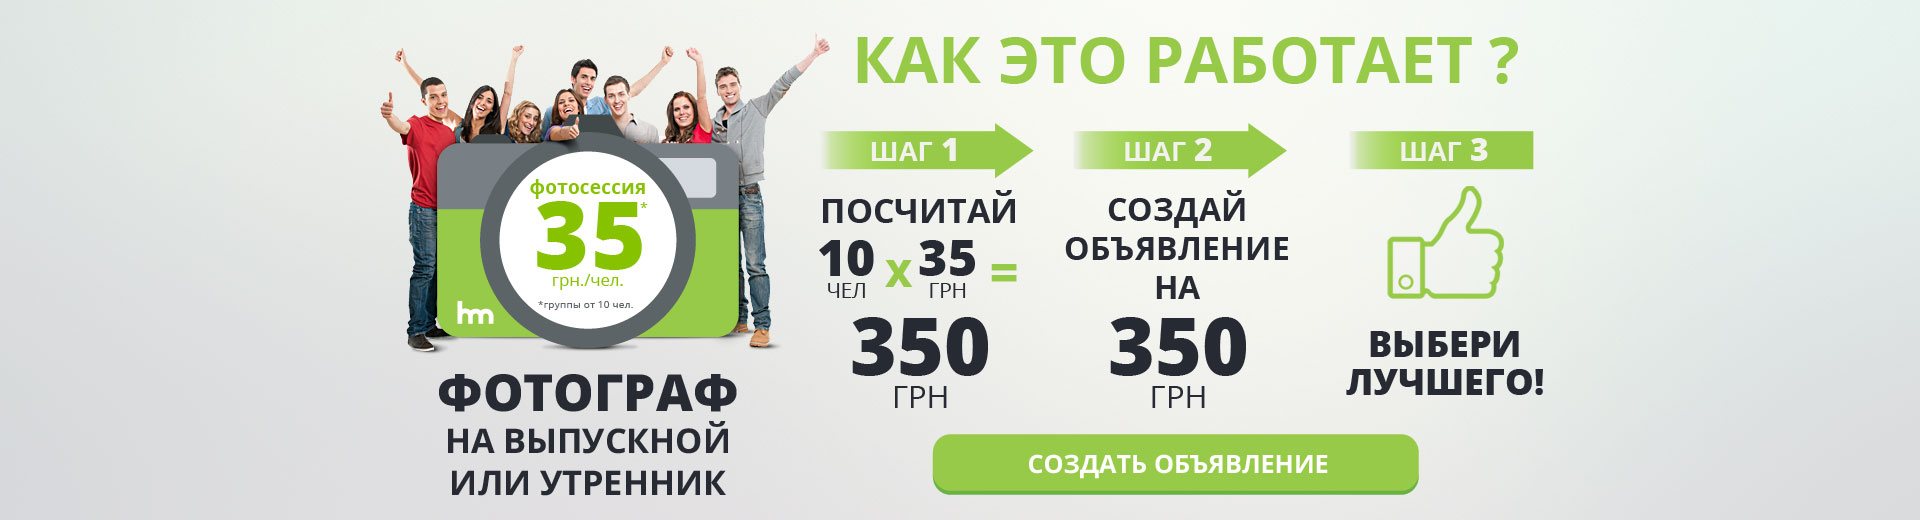 фотосессия
35*
грн./чел.
*группы от 10 чел.
hm
ФОТОГРАФ
НА ВЫПУСКНОЙ
ИЛИ УТРЕННИК
КАК ЭТО РАБОТАЕТ ?
ШАГ 1
ПОСЧИТАЙ
10 x 35 =
ЧЕЛ ГРН
350
ГРН
ШАГ 2
СОЗДАЙ
ОБЪЯВЛЕНИЕ
НА
350
ГРН
ШАГ 3
ВЫБЕРИ
ЛУЧШЕГО!
СОЗДАТЬ ОБЪЯВЛЕНИЕ